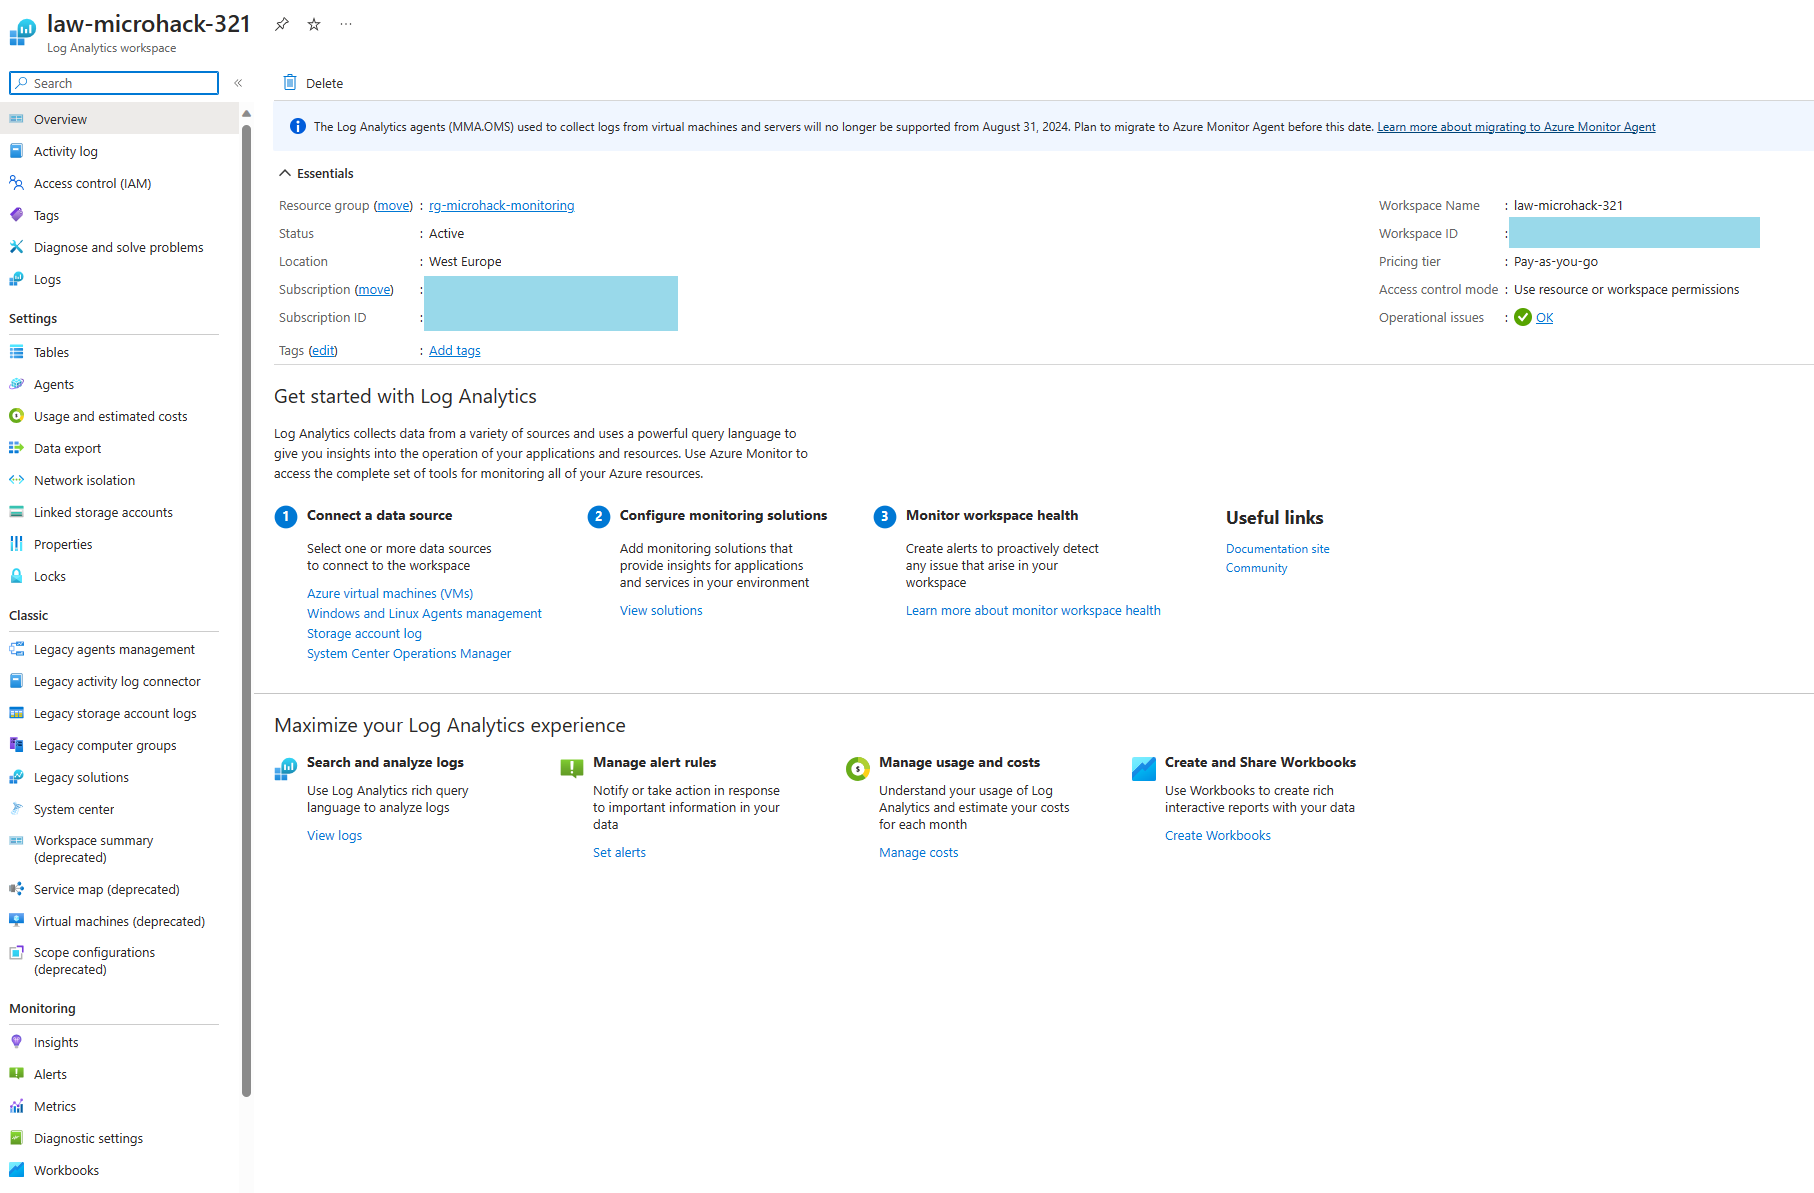 law-microhack-321
Log Analytics workspace
Search
Overview
Activity log
Access control (IAM)
Tags
Diagnose and solve problems
Logs
Settings
Tables
Agents
Usage and estimated costs
Data export
Network isolation
Linked storage accounts
Properties
Locks
Classic
Legacy agents management
Legacy activity log connector
Legacy storage account logs
Legacy computer groups
Legacy solutions
System center
Workspace summary
(deprecated)
Service map (deprecated)
Virtual machines (deprecated)
Scope configurations
(deprecated)
Monitoring
Insights
Alerts
Metrics
Diagnostic settings
Workbooks
Delete
The Log Analytics agents (MMA.OMS) used to collect logs from virtual machines and servers will no longer be supported from August 31, 2024. Plan to migrate to Azure Monitor Agent before this date. Learn more about migrating to Azure Monitor Agent
Essentials
Resource group (move) : rg-microhack-monitoring
Status : Active
Location : West Europe
Subscription (move) :
Subscription ID :
Tags (edit) : Add tags
Workspace Name : law-microhack-321
Workspace ID :
Pricing tier : Pay-as-you-go
Access control mode : Use resource or workspace permissions
Operational issues : OK
Get started with Log Analytics
Log Analytics collects data from a variety of sources and uses a powerful query language to
give you insights into the operation of your applications and resources. Use Azure Monitor to
access the complete set of tools for monitoring all of your Azure resources.
1 Connect a data source
Select one or more data sources
to connect to the workspace
Azure virtual machines (VMs)
Windows and Linux Agents management
Storage account log
System Center Operations Manager
2 Configure monitoring solutions
Add monitoring solutions that
provide insights for applications
and services in your environment
View solutions
3 Monitor workspace health
Create alerts to proactively detect
any issue that arise in your
workspace
Learn more about monitor workspace health
Useful links
Documentation site
Community
Maximize your Log Analytics experience
Search and analyze logs
Use Log Analytics rich query
language to analyze logs
View logs
Manage alert rules
Notify or take action in response
to important information in your
data
Set alerts
Manage usage and costs
Understand your usage of Log
Analytics and estimate your costs
for each month
Manage costs
Create and Share Workbooks
Use Workbooks to create rich
interactive reports with your data
Create Workbooks